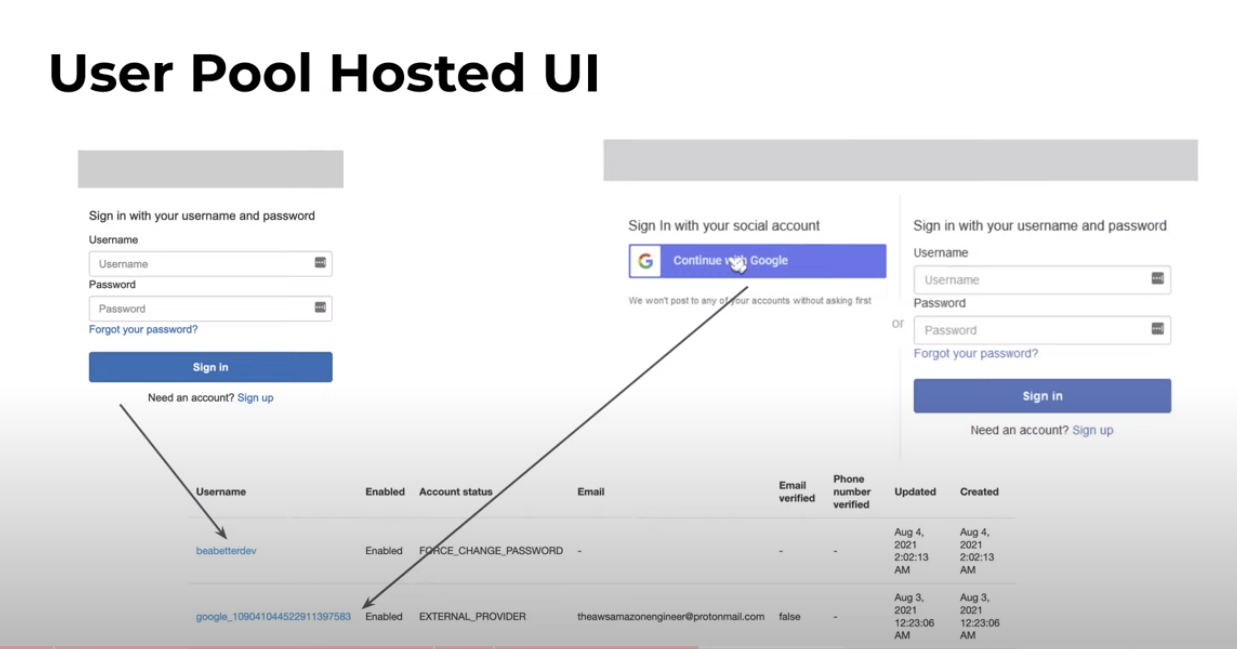 User Pool Hosted UI
Sign in with your username and password
Username
Username
Password
Password
Forgot your password?
Sign in
Need an account? Sign up
Sign In with your social account
G Continue with Google
We won't post to any of your accounts without asking first
or
Sign in with your username and password
Username
Username
Password
Password
Forgot your password?
Sign in
Need an account? Sign up
Username Enabled Account status Email Email verified Phone number verified Updated Created
beabetterdev Enabled FORCE_CHANGE_PASSWORD - - - Aug 4, 2021 2:02:13 AM Aug 4, 2021 2:02:13 AM
google_109041044522911397583 Enabled EXTERNAL_PROVIDER theawsamazonengineer@protonmail.com false - Aug 3, 2021 12:23:06 AM Aug 3, 2021 12:23:06 AM